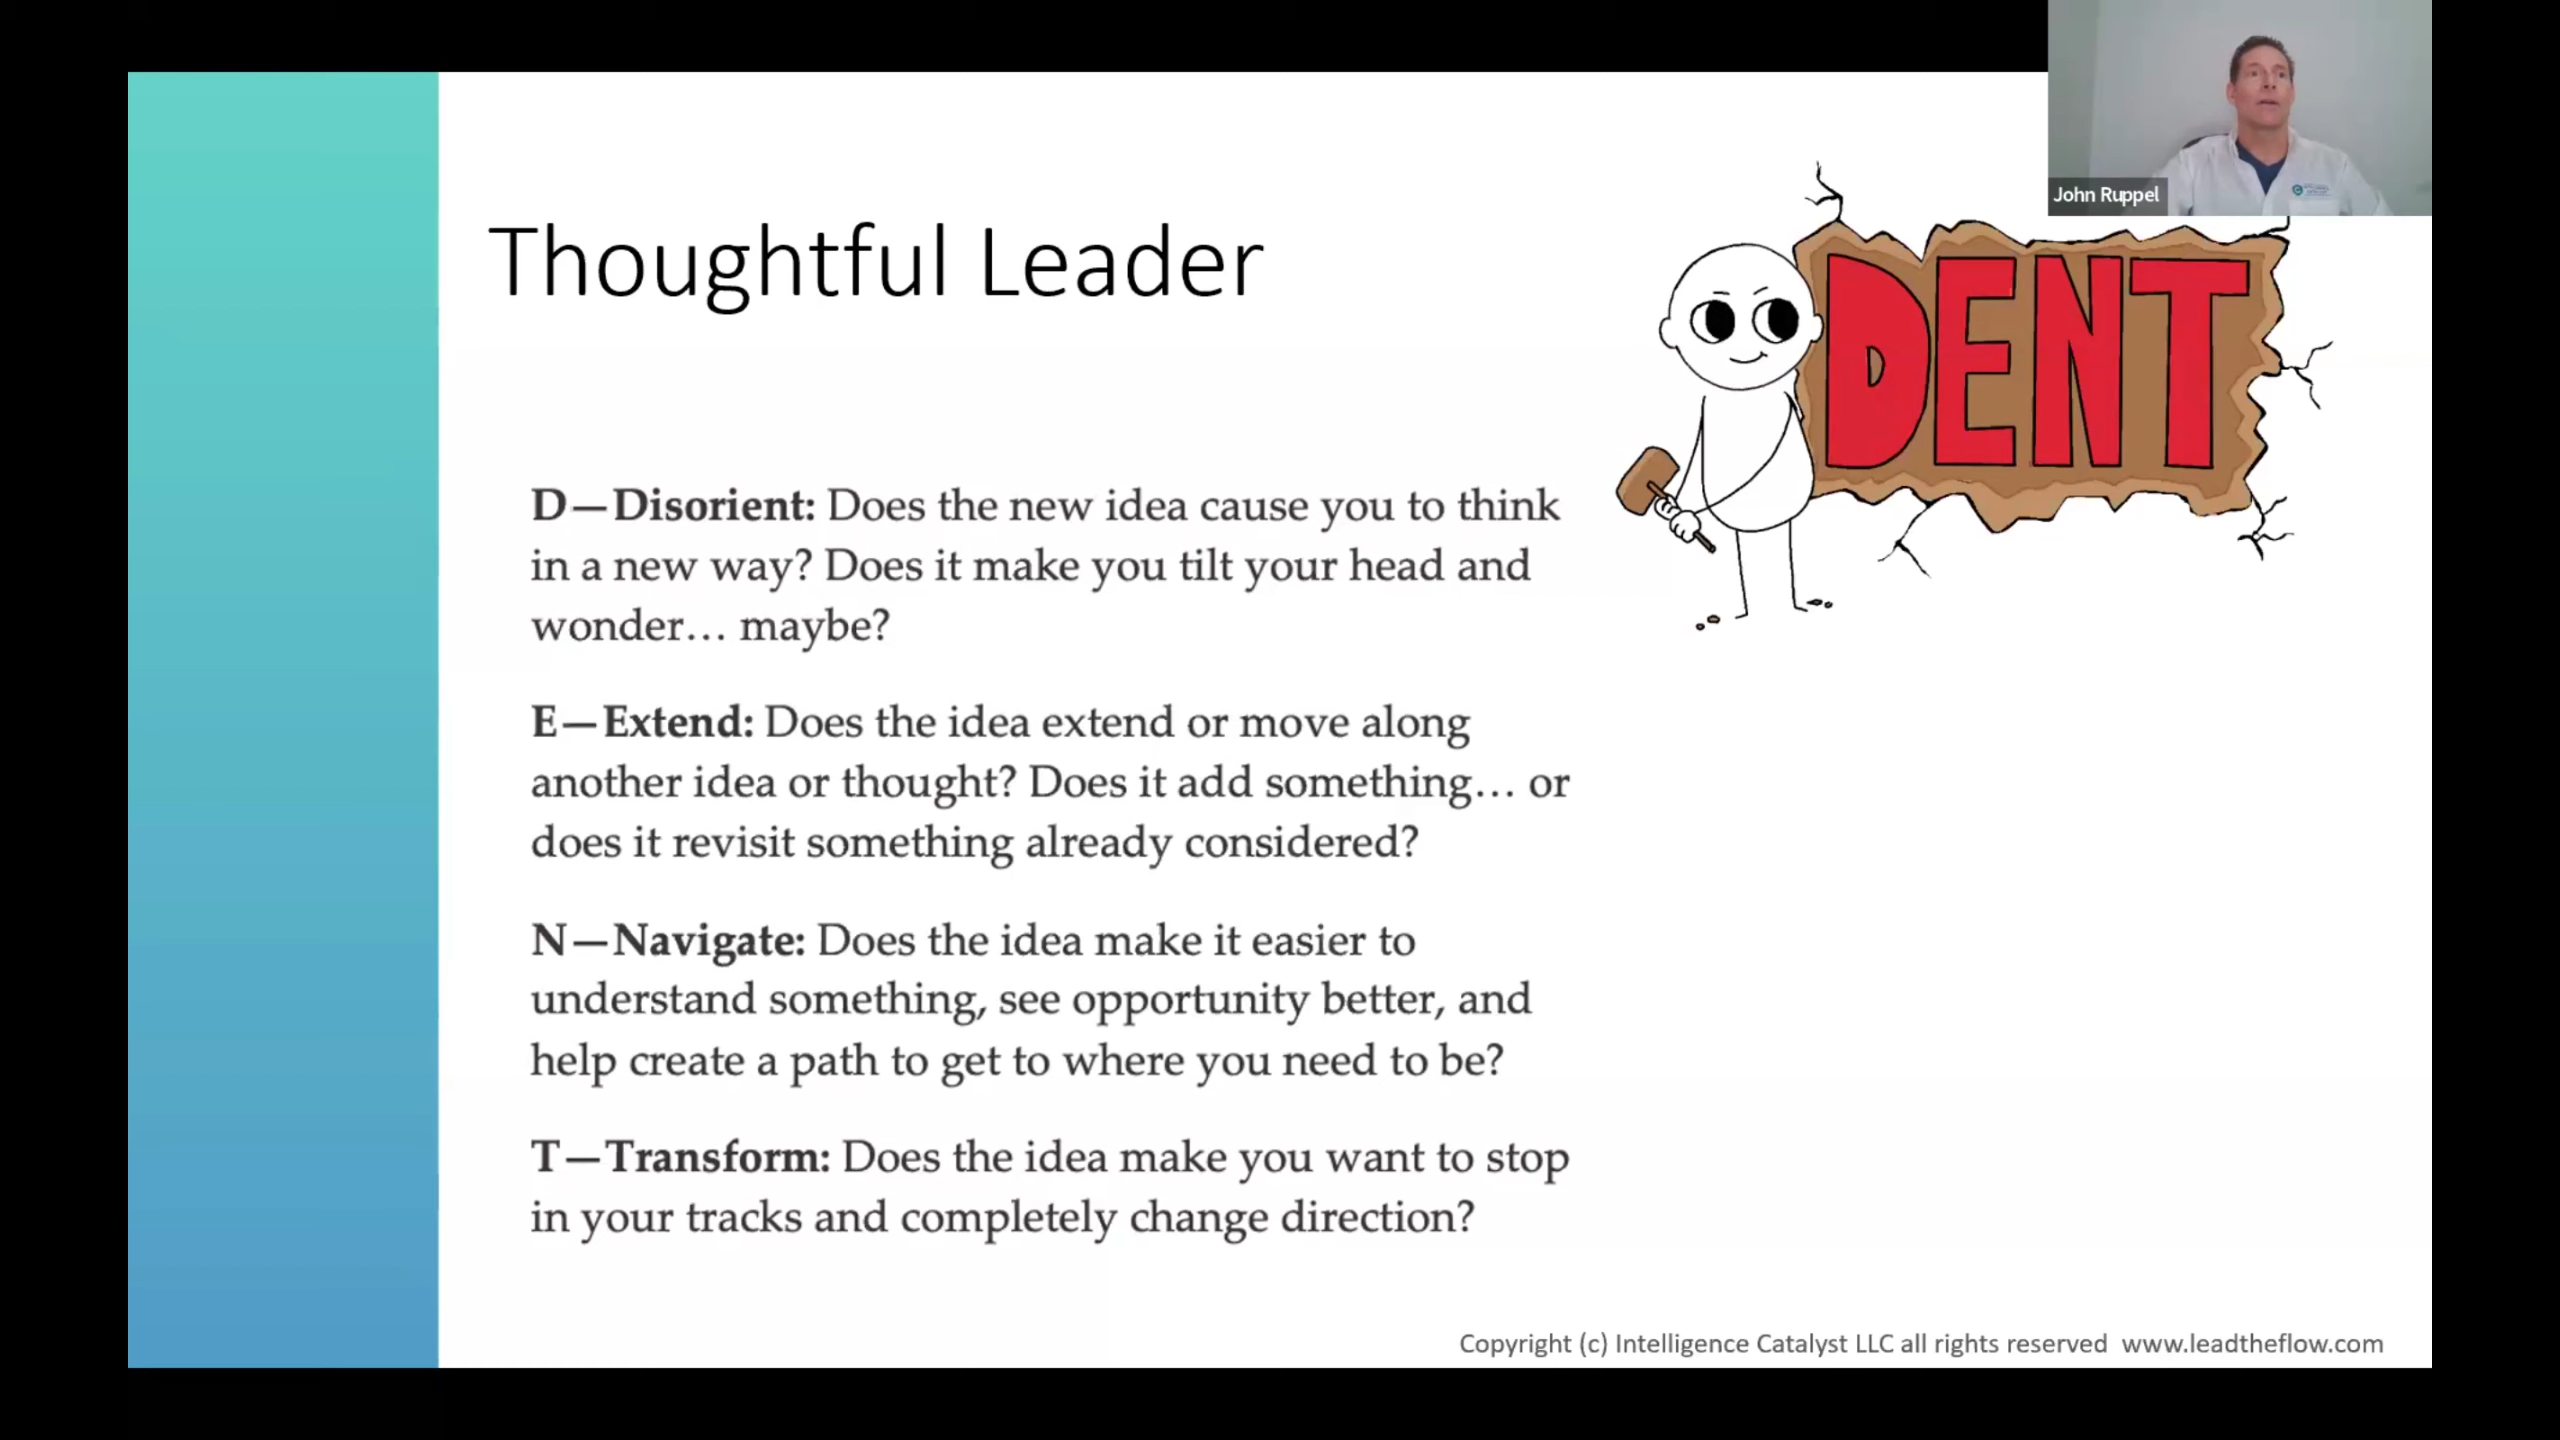 John Ruppel
Thoughtful Leader
DENT
D—Disorient: Does the new idea cause you to think
in a new way? Does it make you tilt your head and
wonder… maybe?
E—Extend: Does the idea extend or move along
another idea or thought? Does it add something… or
does it revisit something already considered?
N—Navigate: Does the idea make it easier to
understand something, see opportunity better, and
help create a path to get to where you need to be?
T—Transform: Does the idea make you want to stop
in your tracks and completely change direction?
Copyright (c) Intelligence Catalyst LLC all rights reserved www.leadtheflow.com